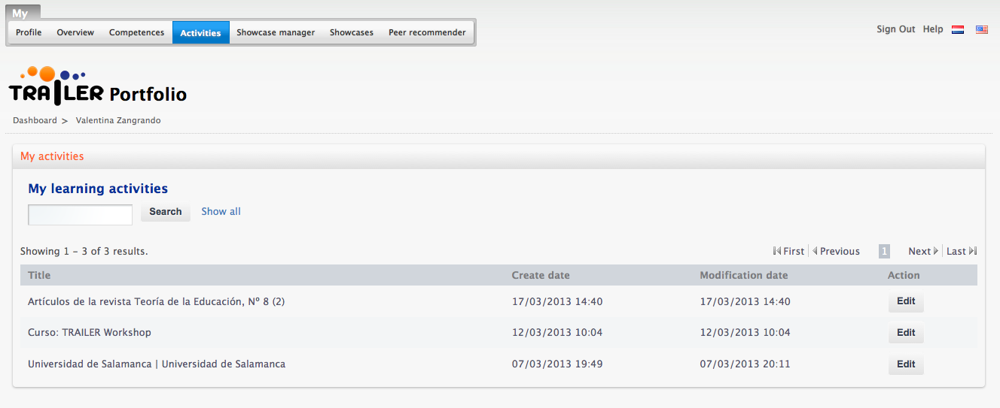 My
Profile Overview Competences Activities Showcase manager Showcases Peer recommender
Sign Out Help
TRAILER Portfolio
Dashboard > Valentina Zangrando
My activities
My learning activities
Search Show all
Showing 1 - 3 of 3 results. First Previous 1 Next Last
Title Create date Modification date Action
Artículos de la revista Teoría de la Educación, Nº 8 (2) 17/03/2013 14:40 17/03/2013 14:40 Edit
Curso: TRAILER Workshop 12/03/2013 10:04 12/03/2013 10:04 Edit
Universidad de Salamanca | Universidad de Salamanca 07/03/2013 19:49 07/03/2013 20:11 Edit